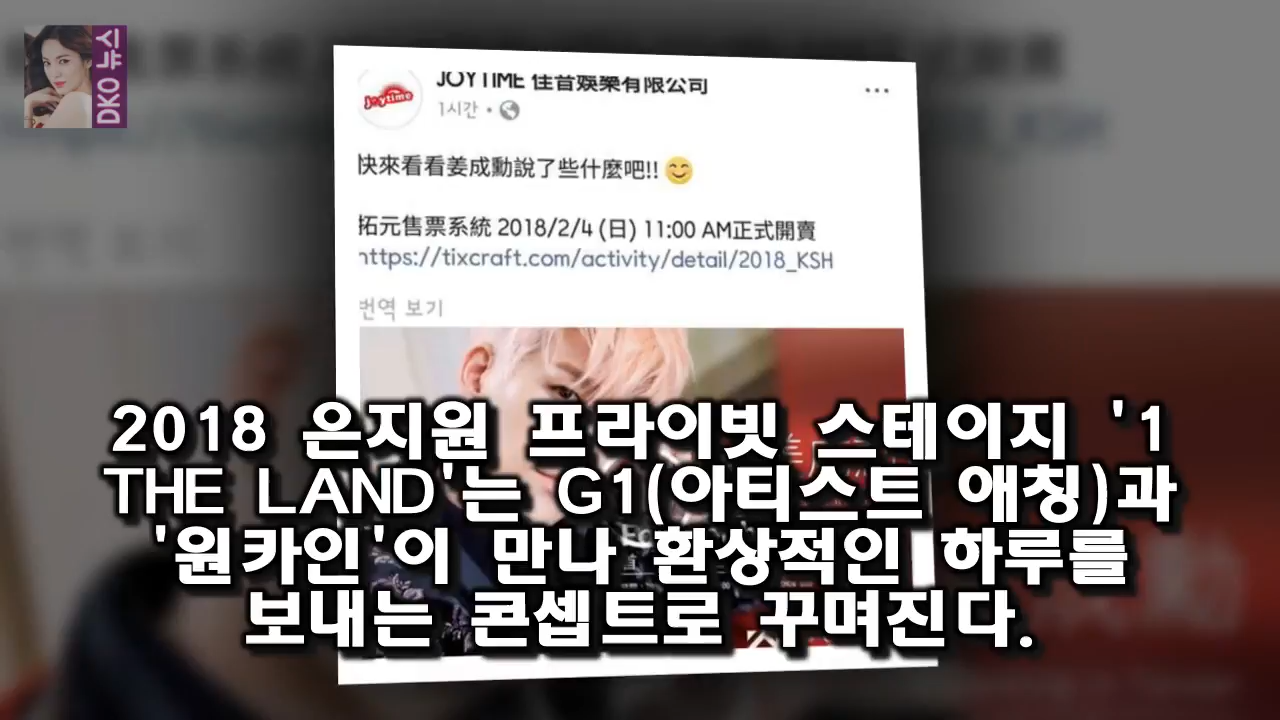 DKO 뉴스
JOYTIME 佳音娛樂有限公司
Joytime
1시간
快來看看姜成勳說了些什麼吧!! 😊
拓元售票系統 2018/2/4 (日) 11:00 AM正式開賣
https://tixcraft.com/activity/detail/2018_KSH
번역 보기
2018 은지원 프라이빗 스테이지 '1
THE LAND'는 G1(아티스트 애칭)과
'원카인'이 만나 환상적인 하루를
보내는 콘셉트로 꾸며진다.